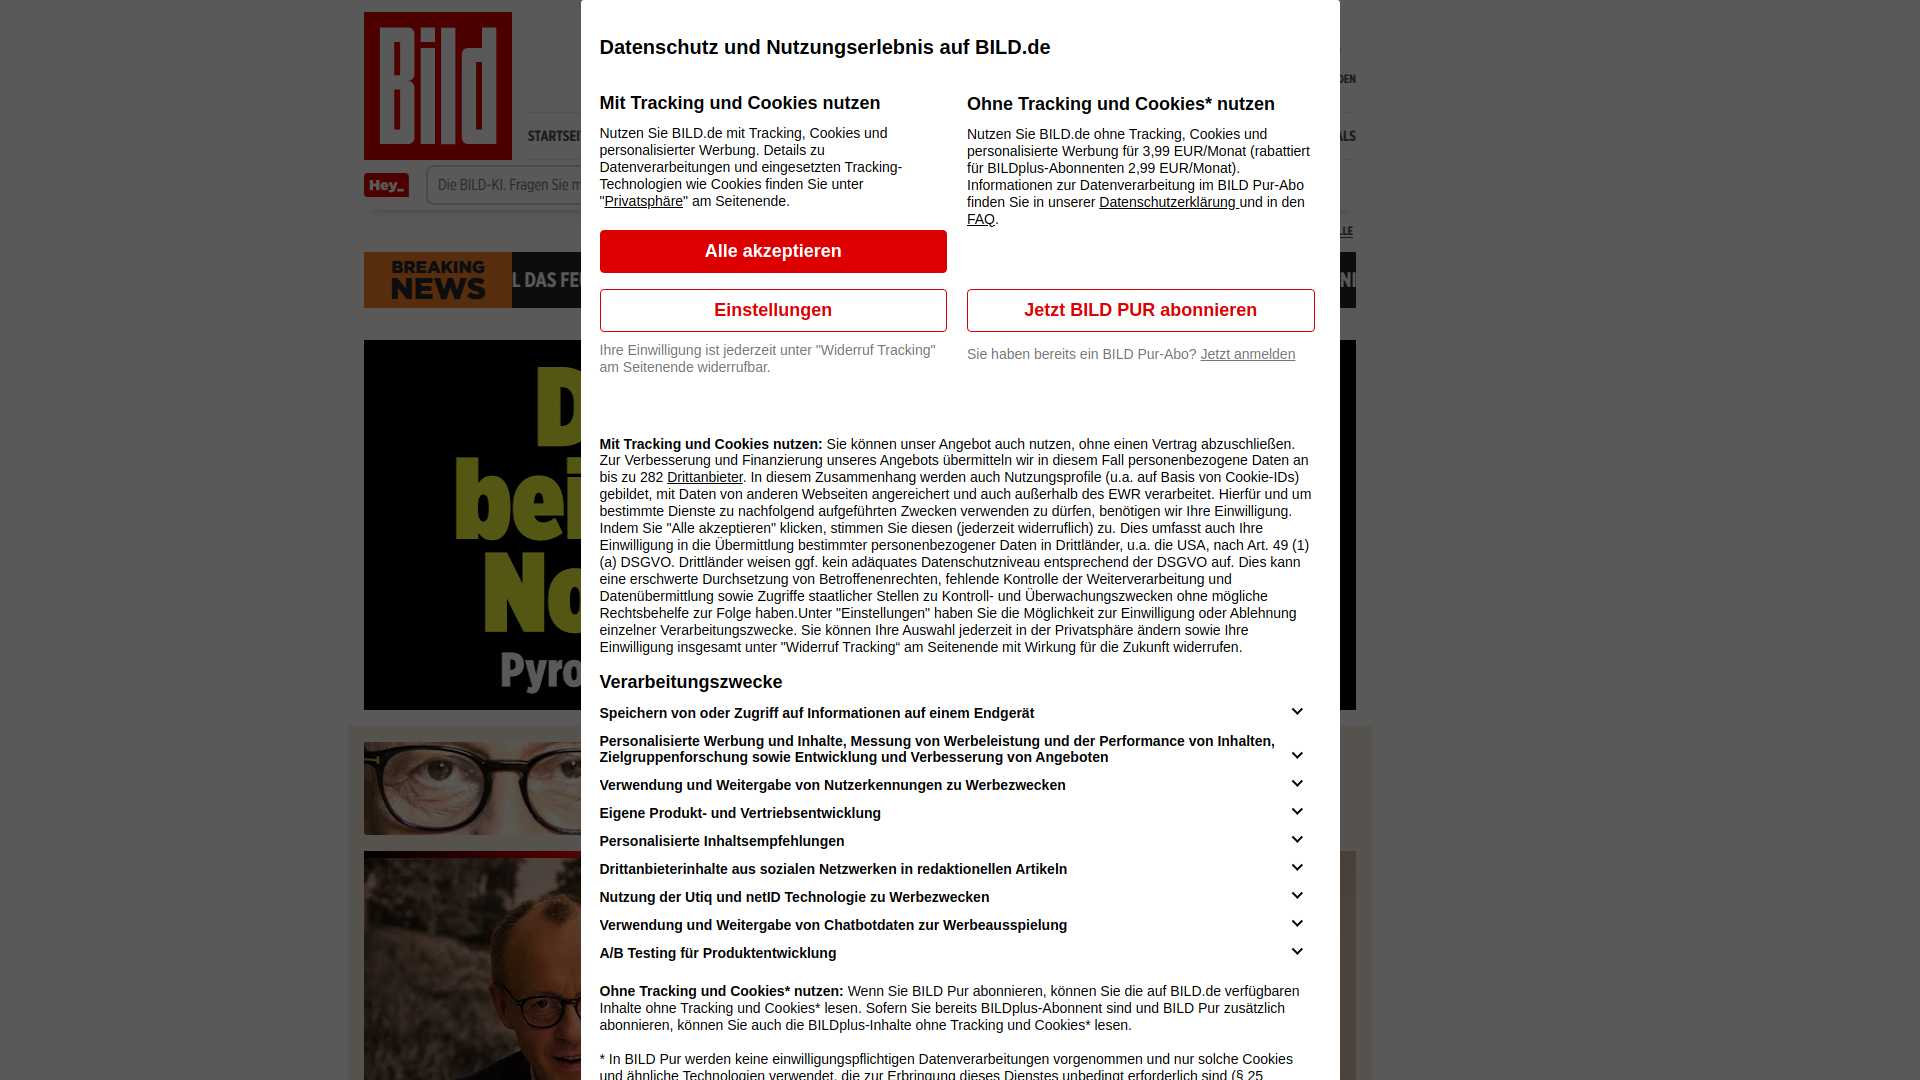 Bild
DEN
STARTSEI
ALS
Hey_
Die BILD-KI. Fragen Sie m
LLE
BREAKING
NEWS
L DAS FE
NI
D
bei
No
Pyro
Datenschutz und Nutzungserlebnis auf BILD.de
Mit Tracking und Cookies nutzen
Nutzen Sie BILD.de mit Tracking, Cookies und
personalisierter Werbung. Details zu
Datenverarbeitungen und eingesetzten Tracking-
Technologien wie Cookies finden Sie unter
"Privatsphäre" am Seitenende.
Alle akzeptieren
Einstellungen
Ihre Einwilligung ist jederzeit unter "Widerruf Tracking"
am Seitenende widerrufbar.
Ohne Tracking und Cookies* nutzen
Nutzen Sie BILD.de ohne Tracking, Cookies und
personalisierte Werbung für 3,99 EUR/Monat (rabattiert
für BILDplus-Abonnenten 2,99 EUR/Monat).
Informationen zur Datenverarbeitung im BILD Pur-Abo
finden Sie in unserer Datenschutzerklärung und in den
FAQ.
Jetzt BILD PUR abonnieren
Sie haben bereits ein BILD Pur-Abo? Jetzt anmelden
Mit Tracking und Cookies nutzen: Sie können unser Angebot auch nutzen, ohne einen Vertrag abzuschließen.
Zur Verbesserung und Finanzierung unseres Angebots übermitteln wir in diesem Fall personenbezogene Daten an
bis zu 282 Drittanbieter. In diesem Zusammenhang werden auch Nutzungsprofile (u.a. auf Basis von Cookie-IDs)
gebildet, mit Daten von anderen Webseiten angereichert und auch außerhalb des EWR verarbeitet. Hierfür und um
bestimmte Dienste zu nachfolgend aufgeführten Zwecken verwenden zu dürfen, benötigen wir Ihre Einwilligung.
Indem Sie "Alle akzeptieren" klicken, stimmen Sie diesen (jederzeit widerruflich) zu. Dies umfasst auch Ihre
Einwilligung in die Übermittlung bestimmter personenbezogener Daten in Drittländer, u.a. die USA, nach Art. 49 (1)
(a) DSGVO. Drittländer weisen ggf. kein adäquates Datenschutzniveau entsprechend der DSGVO auf. Dies kann
eine erschwerte Durchsetzung von Betroffenenrechten, fehlende Kontrolle der Weiterverarbeitung und
Datenübermittlung sowie Zugriffe staatlicher Stellen zu Kontroll- und Überwachungszwecken ohne mögliche
Rechtsbehelfe zur Folge haben.Unter "Einstellungen" haben Sie die Möglichkeit zur Einwilligung oder Ablehnung
einzelner Verarbeitungszwecke. Sie können Ihre Auswahl jederzeit in der Privatsphäre ändern sowie Ihre
Einwilligung insgesamt unter "Widerruf Tracking“ am Seitenende mit Wirkung für die Zukunft widerrufen.
Verarbeitungszwecke
Speichern von oder Zugriff auf Informationen auf einem Endgerät
Personalisierte Werbung und Inhalte, Messung von Werbeleistung und der Performance von Inhalten,
Zielgruppenforschung sowie Entwicklung und Verbesserung von Angeboten
Verwendung und Weitergabe von Nutzerkennungen zu Werbezwecken
Eigene Produkt- und Vertriebsentwicklung
Personalisierte Inhaltsempfehlungen
Drittanbieterinhalte aus sozialen Netzwerken in redaktionellen Artikeln
Nutzung der Utiq und netID Technologie zu Werbezwecken
Verwendung und Weitergabe von Chatbotdaten zur Werbeausspielung
A/B Testing für Produktentwicklung
Ohne Tracking und Cookies* nutzen: Wenn Sie BILD Pur abonnieren, können Sie die auf BILD.de verfügbaren
Inhalte ohne Tracking und Cookies* lesen. Sofern Sie bereits BILDplus-Abonnent sind und BILD Pur zusätzlich
abonnieren, können Sie auch die BILDplus-Inhalte ohne Tracking und Cookies* lesen.
* In BILD Pur werden keine einwilligungspflichtigen Datenverarbeitungen vorgenommen und nur solche Cookies
und ähnliche Technologien verwendet, die zur Erbringung dieses Dienstes unbedingt erforderlich sind (§ 25